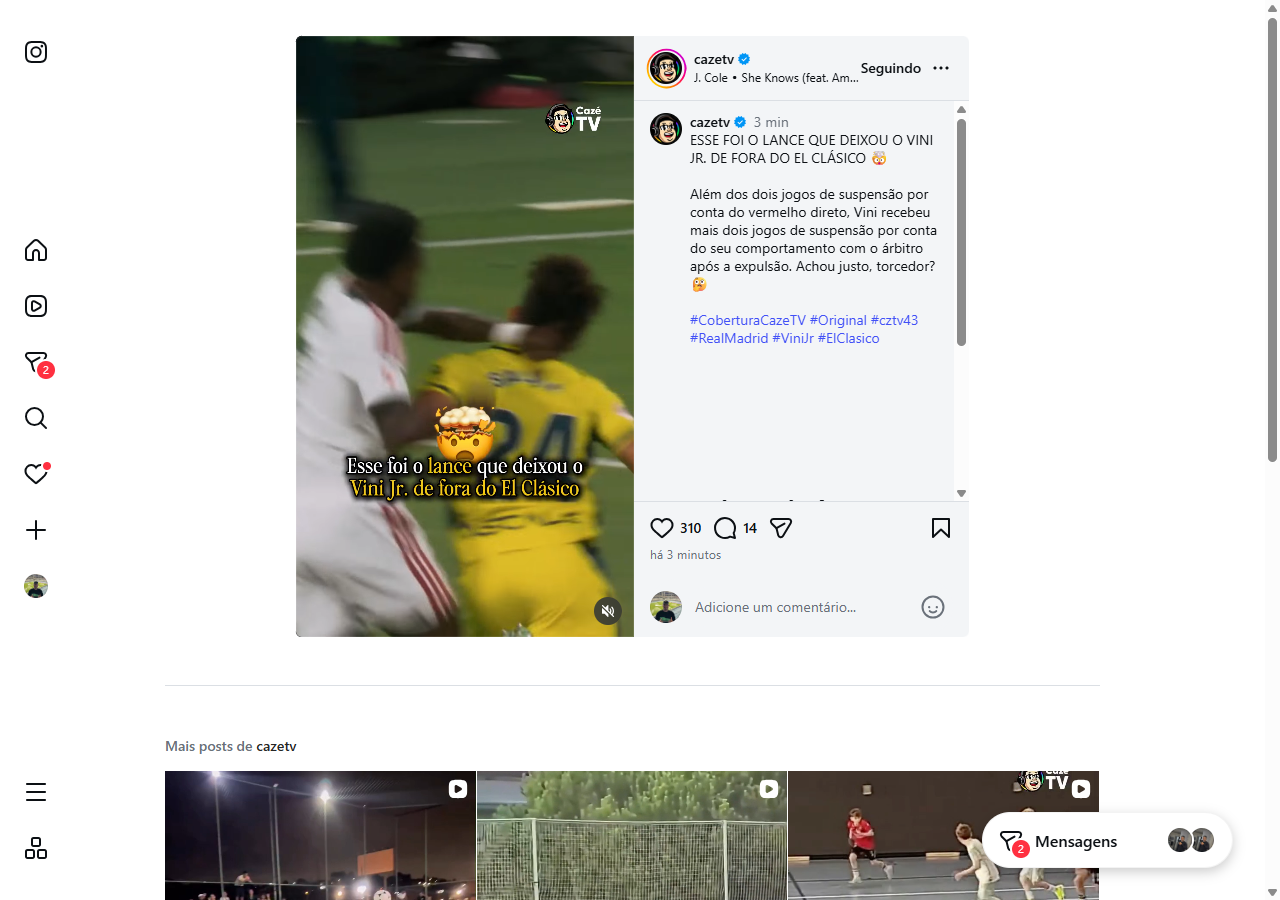 Cazé
TV
24
Esse foi o lance que deixou o
Vini Jr. de fora do El Clásico
cazetv
J. Cole • She Knows (feat. Am...
Seguindo
cazetv 3 min
ESSE FOI O LANCE QUE DEIXOU O VINI
JR. DE FORA DO EL CLÁSICO 🤯
Além dos dois jogos de suspensão por
conta do vermelho direto, Vini recebeu
mais dois jogos de suspensão por conta
do seu comportamento com o árbitro
após a expulsão. Achou justo, torcedor?
🫣
#CoberturaCazeTV #Original #cztv43
#RealMadrid #ViniJr #ElClasico
310
14
há 3 minutos
Adicione um comentário...
2
Mais posts de cazetv
TV
2
Mensagens